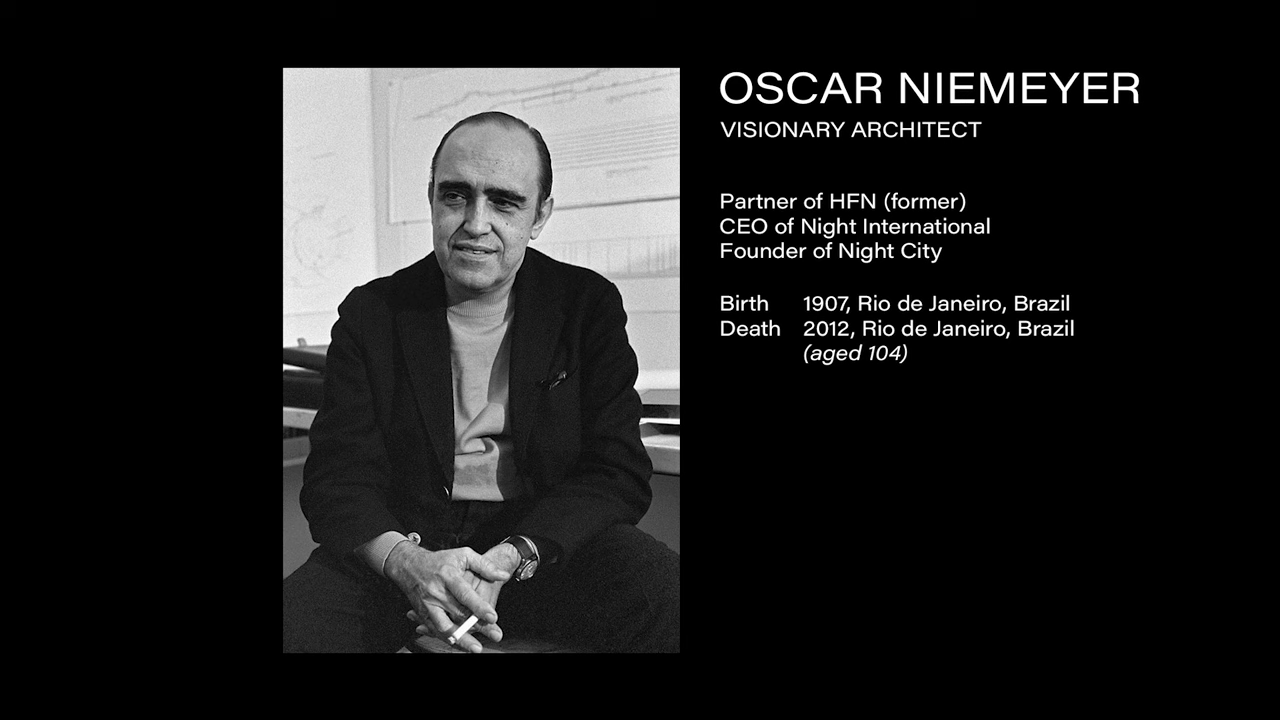 OSCAR NIEMEYER
VISIONARY ARCHITECT
Partner of HFN (former)
CEO of Night International
Founder of Night City
Birth 1907, Rio de Janeiro, Brazil
Death 2012, Rio de Janeiro, Brazil
(aged 104)